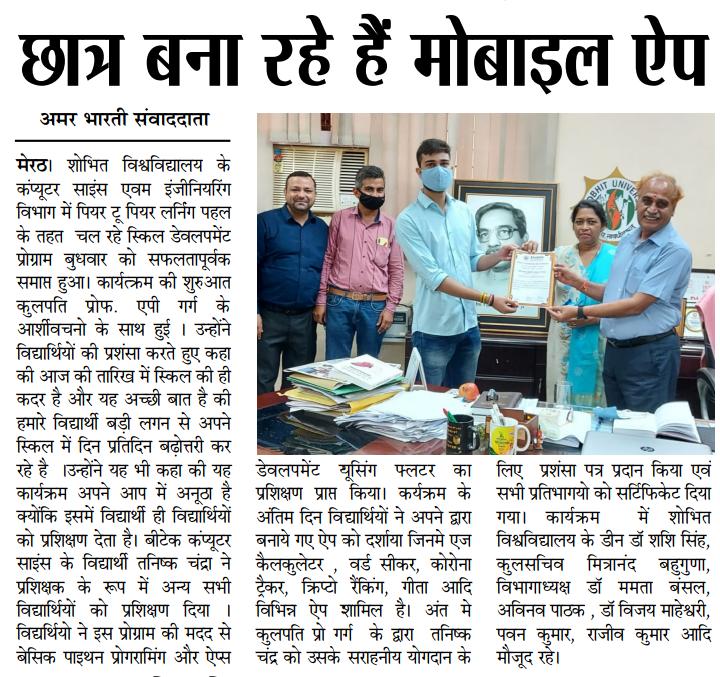 छात्र बना रहे हैं मोबाइल ऐप
अमर भारती संवाददाता
मेरठ। शोभित विश्वविद्यालय के
कंप्यूटर साइंस एवम इंजीनियरिंग
विभाग में पियर टू पियर लर्निंग पहल
के तहत चल रहे स्किल डेवलपमेंट
प्रोग्राम बुधवार को सफलतापूर्वक
समाप्त हुआ। कार्यक्रम की शुरुआत
कुलपति प्रोफ. एपी गर्ग के
आर्शीवचनो के साथ हुई । उन्होंने
विद्यार्थियों की प्रशंसा करते हुए कहा
की आज की तारिख में स्किल की ही
कदर है और यह अच्छी बात है की
हमारे विद्यार्थी बड़ी लगन से अपने
स्किल में दिन प्रतिदिन बढ़ोत्तरी कर
रहे है ।उन्होंने यह भी कहा की यह
कार्यक्रम अपने आप में अनूठा है
क्योंकि इसमें विद्यार्थी ही विद्यार्थियों
को प्रशिक्षण देता है। बीटेक कंप्यूटर
साइंस के विद्यार्थी तनिष्क चंद्रा ने
प्रशिक्षक के रूप में अन्य सभी
विद्यार्थियों को प्रशिक्षण दिया ।
विद्यर्थियो ने इस प्रोग्राम की मदद से
बेसिक पाइथन प्रोगरामिंग और ऐप्स
डेवलपमेंट यूसिंग फ्लटर का
प्रशिक्षण प्राप्त किया। कर्यक्रम के
अंतिम दिन विद्यार्थियों ने अपने द्वारा
बनाये गए ऐप को दर्शाया जिनमे एज
कैलकुलेटर , वर्ड सीकर, कोरोना
ट्रैकर, क्रिप्टो रैंकिंग, गीता आदि
विभिन्न ऐप शामिल है। अंत मे
कुलपति प्रो गर्ग के द्वारा तनिष्क
चंद्र को उसके सराहनीय योगदान के
लिए प्रशंसा पत्र प्रदान किया एवं
सभी प्रतिभागयो को सर्टिफिकेट दिया
गया। कार्यक्रम में शोभित
विश्वविद्यालय के डीन डॉ शशि सिंह,
कुलसचिव मित्रानंद बहुगुणा,
विभागाध्यक्ष डॉ ममता बंसल,
अविनव पाठक , डॉ विजय माहेश्वरी,
पवन कुमार, राजीव कुमार आदि
मौजूद रहे।